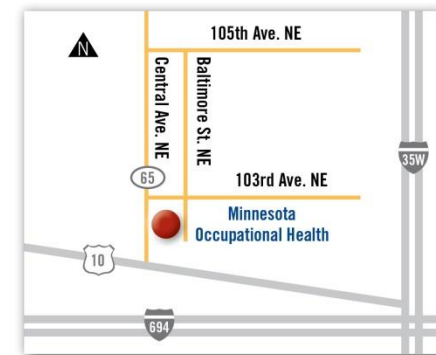 105th Ave. NE
N
Central Ave. NE
Baltimore St. NE
35W
65
103rd Ave. NE
Minnesota
Occupational Health
10
694